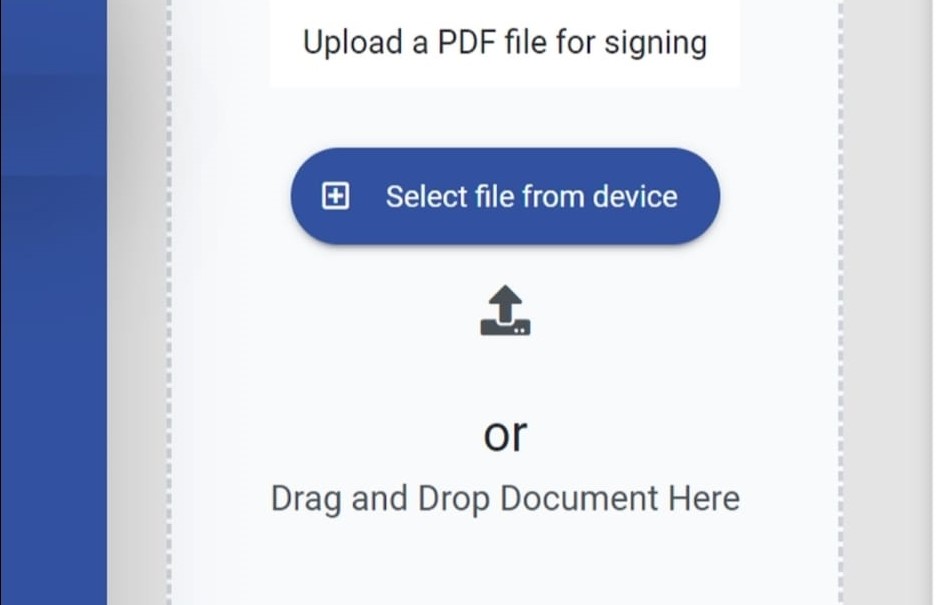 Upload a PDF file for signing
Select file from device
or
Drag and Drop Document Here